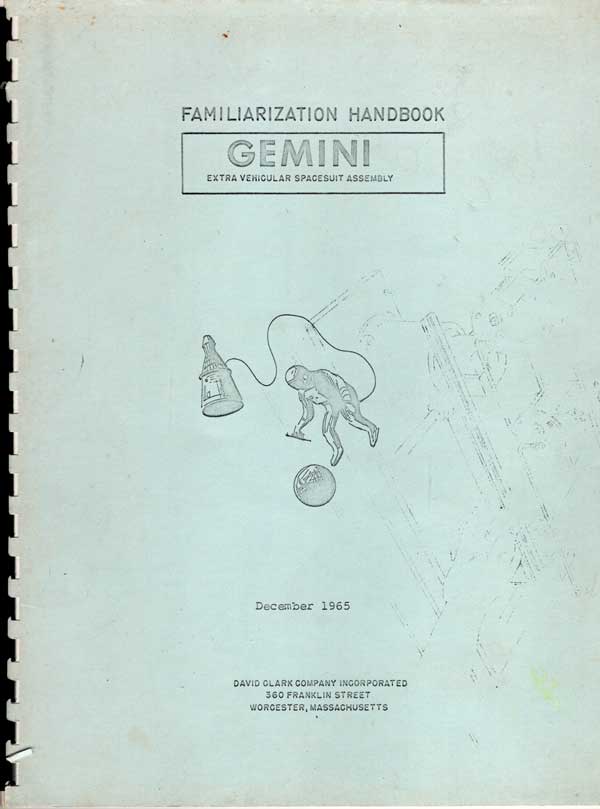 FAMILIARIZATION HANDBOOK
GEMINI
EXTRA VEHICULAR SPACESUIT ASSEMBLY
December 1965
DAVID CLARK COMPANY INCORPORATED
360 FRANKLIN STREET
WORCESTER, MASSACHUSETTS